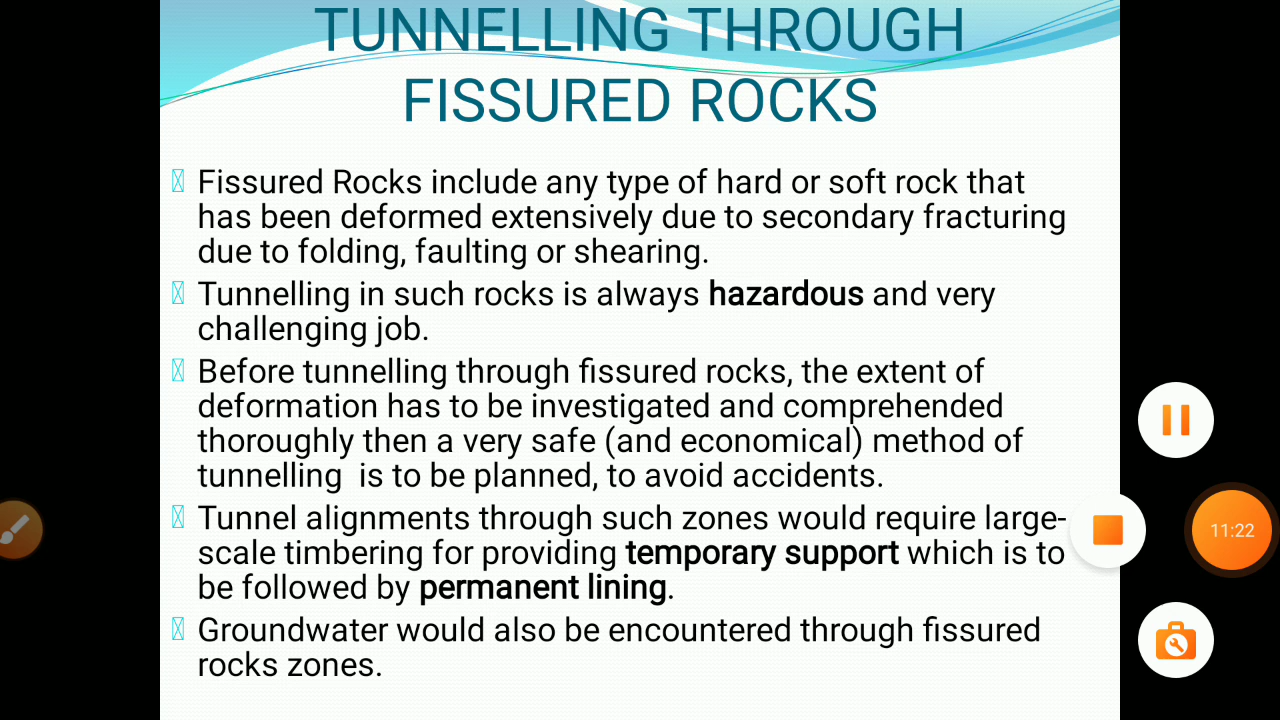 TUNNELLING THROUGH
FISSURED ROCKS
Fissured Rocks include any type of hard or soft rock that
has been deformed extensively due to secondary fracturing
due to folding, faulting or shearing.
Tunnelling in such rocks is always hazardous and very
challenging job.
Before tunnelling through fissured rocks, the extent of
deformation has to be investigated and comprehended
thoroughly then a very safe (and economical) method of
tunnelling  is to be planned, to avoid accidents.
Tunnel alignments through such zones would require large-
scale timbering for providing temporary support which is to
be followed by permanent lining.
Groundwater would also be encountered through fissured
rocks zones.
11:22